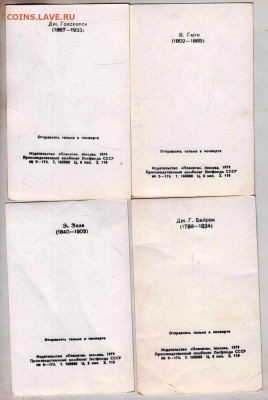 COINS.LAVE.RU
Дж. Голсуорси
(1867—1933)
Отправлять только в конверте
Издательство «Планета», Москва, 1979
Производственный комбинат Литфонда СССР
В. Гюго
(1802—1885)
Отправлять только в конверте
Издательство «Планета», Москва, 1979
Производственный комбинат Литфонда СССР
Э. Золя
(1840—1902)
Отправлять только в конверте
Издательство «Планета», Москва, 1979
Производственный комбинат Литфонда СССР
Дж. Г. Байрон
(1788—1824)
Отправлять только в конверте
Издательство «Планета», Москва, 1979
Производственный комбинат Литфонда СССР